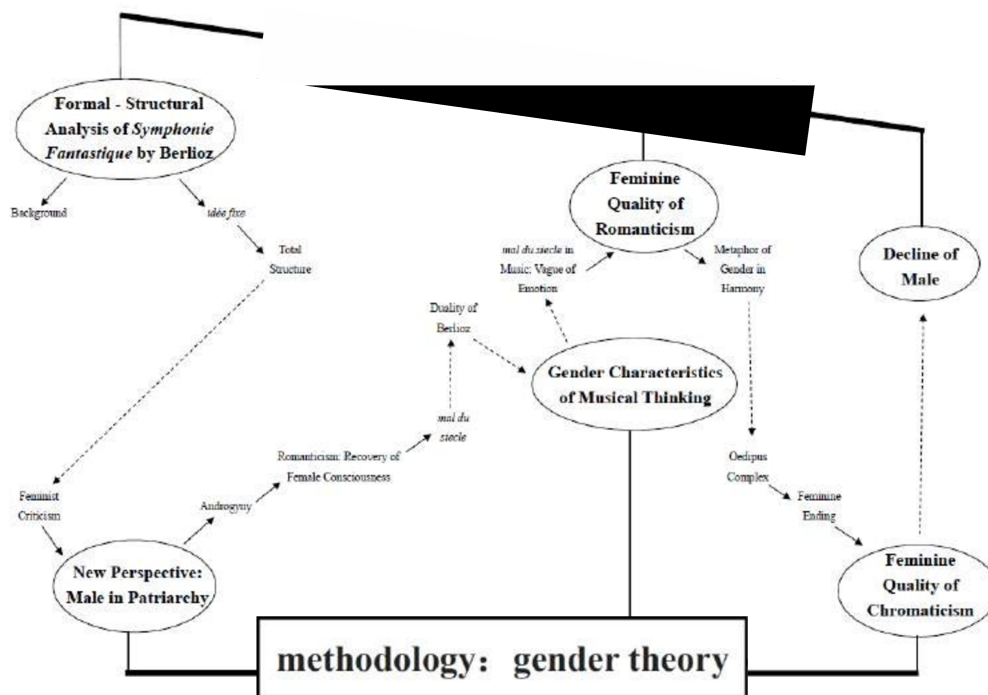 Formal - Structural
Analysis of Symphonie
Fantastique by Berlioz
Background
idée fixe
Total
Structure
Feminine
Quality of
Romanticism
mal du siecle in
Music: Vague of
Emotion
Metaphor of
Gender in
Harmony
Decline of
Male
Duality of
Berlioz
Gender Characteristics
of Musical Thinking
mal du
siecle
Romanticism: Recovery of
Female Consciousness
Oedipus
Complex
Feminist
Criticism
Androgyny
Feminine
Ending
New Perspective:
Male in Patriarchy
Feminine
Quality of
Chromaticism
methodology: gender theory